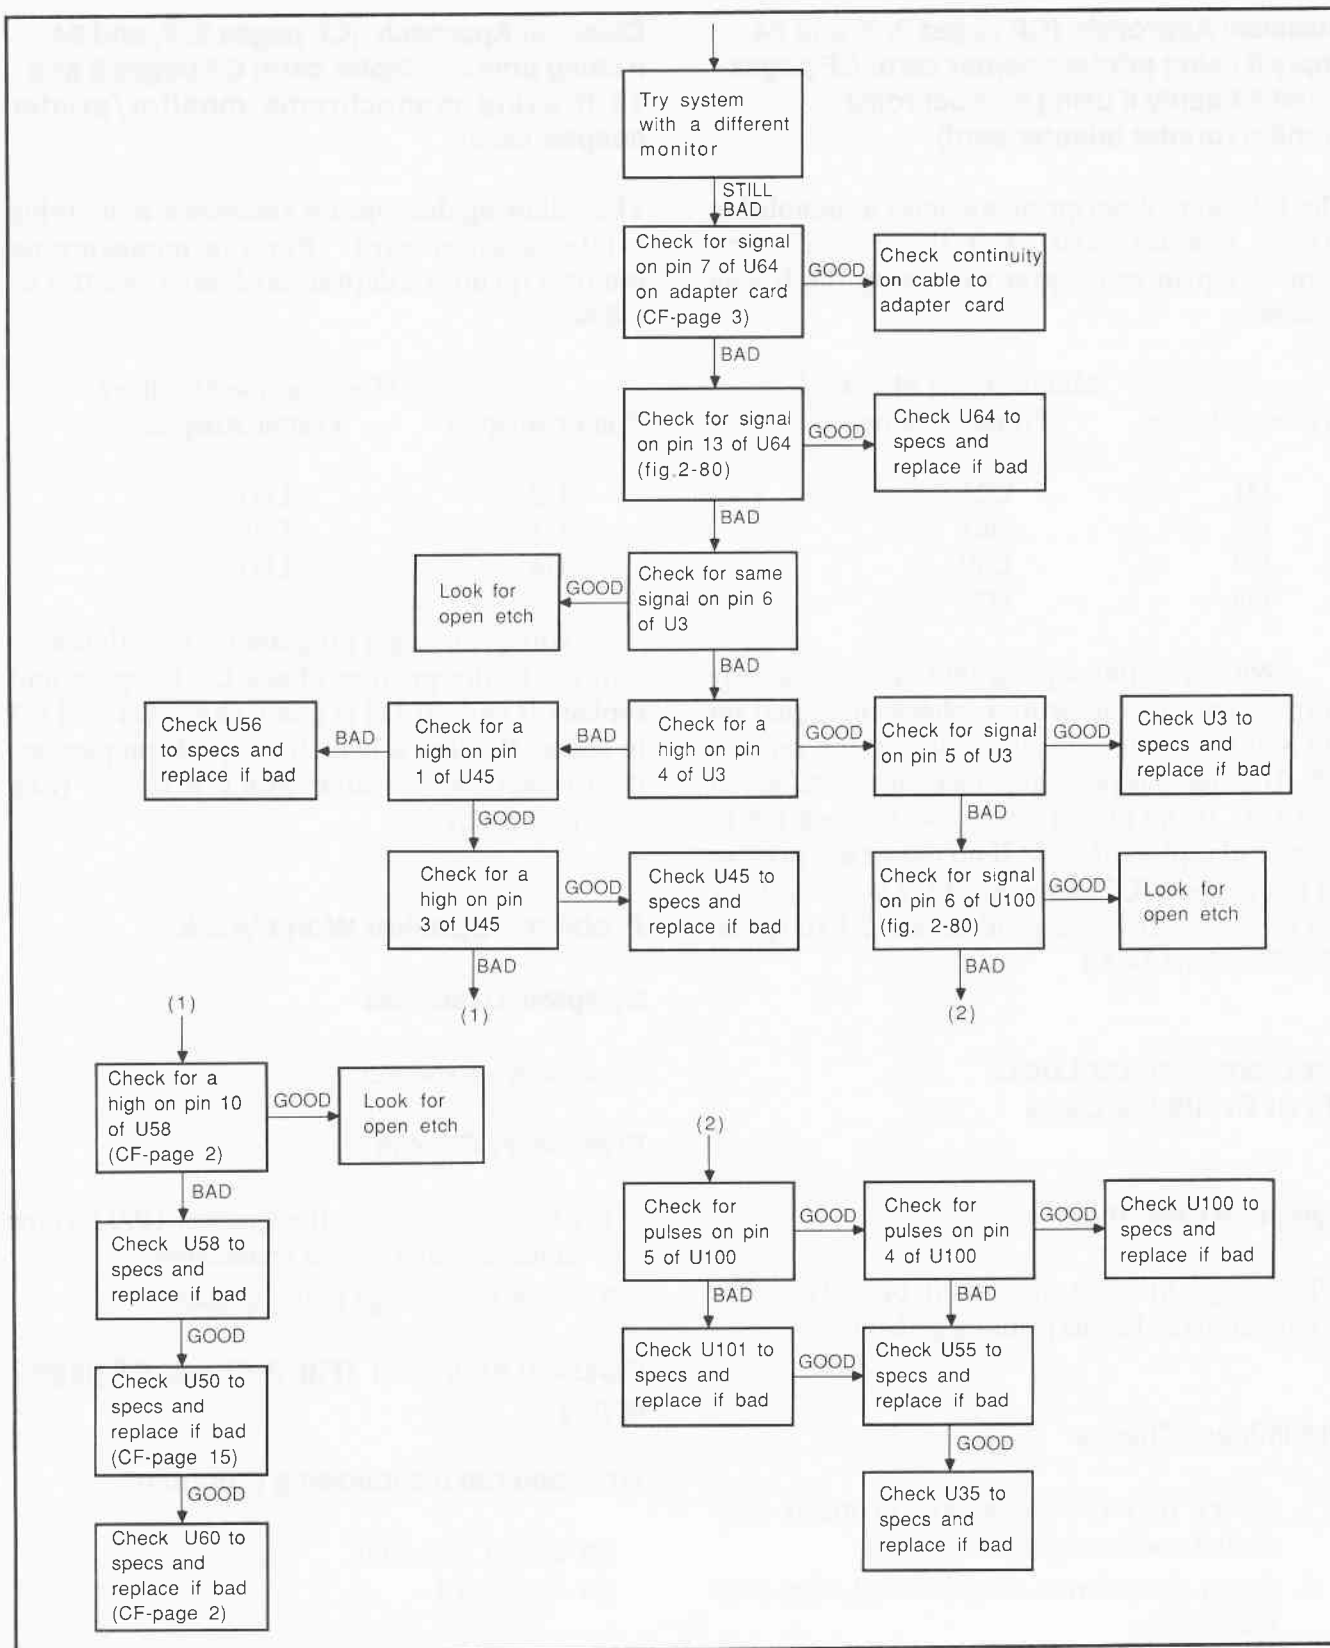 Try system
with a different
monitor
STILL
BAD
Check for signal
on pin 7 of U64
on adapter card
(CF-page 3)
GOOD
Check continuity
on cable to
adapter card
BAD
Check for signal
on pin 13 of U64
(fig.2-80)
GOOD
Check U64 to
specs and
replace if bad
BAD
Look for
open etch
GOOD
Check for same
signal on pin 6
of U3
BAD
Check U56
to specs and
replace if bad
BAD
Check for a
high on pin
1 of U45
BAD
Check for a
high on pin
4 of U3
GOOD
Check for signal
on pin 5 of U3
GOOD
Check U3 to
specs and
replace if bad
GOOD
BAD
Check for a
high on pin
3 of U45
GOOD
Check U45 to
specs and
replace if bad
Check for signal
on pin 6 of U100
(fig. 2-80)
GOOD
Look for
open etch
BAD
BAD
(1)
(1)
(2)
Check for a
high on pin 10
of U58
(CF-page 2)
GOOD
Look for
open etch
(2)
BAD
Check for
pulses on pin
5 of U100
GOOD
Check for
pulses on pin
4 of U100
GOOD
Check U100 to
specs and
replace if bad
Check U58 to
specs and
replace if bad
BAD
BAD
GOOD
Check U101 to
specs and
replace if bad
GOOD
Check U55 to
specs and
replace if bad
Check U50 to
specs and
replace if bad
(CF-page 15)
GOOD
GOOD
Check U35 to
specs and
replace if bad
Check U60 to
specs and
replace if bad
(CF-page 2)